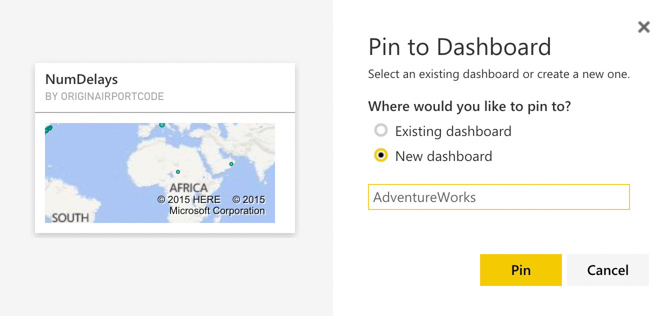 NumDelays
BY ORIGINAIRPORTCODE
AFRICA
© 2015 HERE © 2015
Microsoft Corporation
SOUTH
Pin to Dashboard
Select an existing dashboard or create a new one.
Where would you like to pin to?
Existing dashboard
New dashboard
AdventureWorks
Pin
Cancel